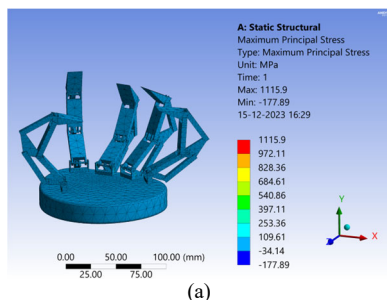 A: Static Structural
Maximum Principal Stress
Type: Maximum Principal Stress
Unit: MPa
Time: 1
Max: 1115.9
Min: -177.89
15-12-2023 16:29
1115.9
972.11
828.36
684.61
540.86
397.11
253.36
109.61
-34.14
-177.89
Y
X
0.00 50.00 100.00 (mm)
25.00 75.00
(a)